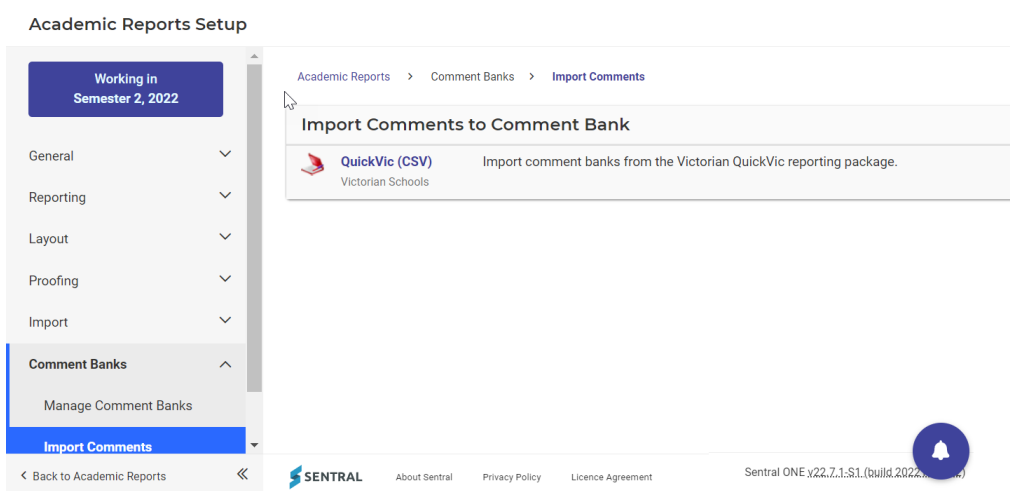 Academic Reports Setup
Working in
Semester 2, 2022
General
Reporting
Layout
Proofing
Import
Comment Banks
Manage Comment Banks
Import Comments
Back to Academic Reports
Academic Reports > Comment Banks > Import Comments
Import Comments to Comment Bank
QuickVic (CSV)
Import comment banks from the Victorian QuickVic reporting package.
Victorian Schools
SENTRAL
About Sentral
Privacy Policy
Licence Agreement
Sentral ONE v22.7.1-S1 (build 2022